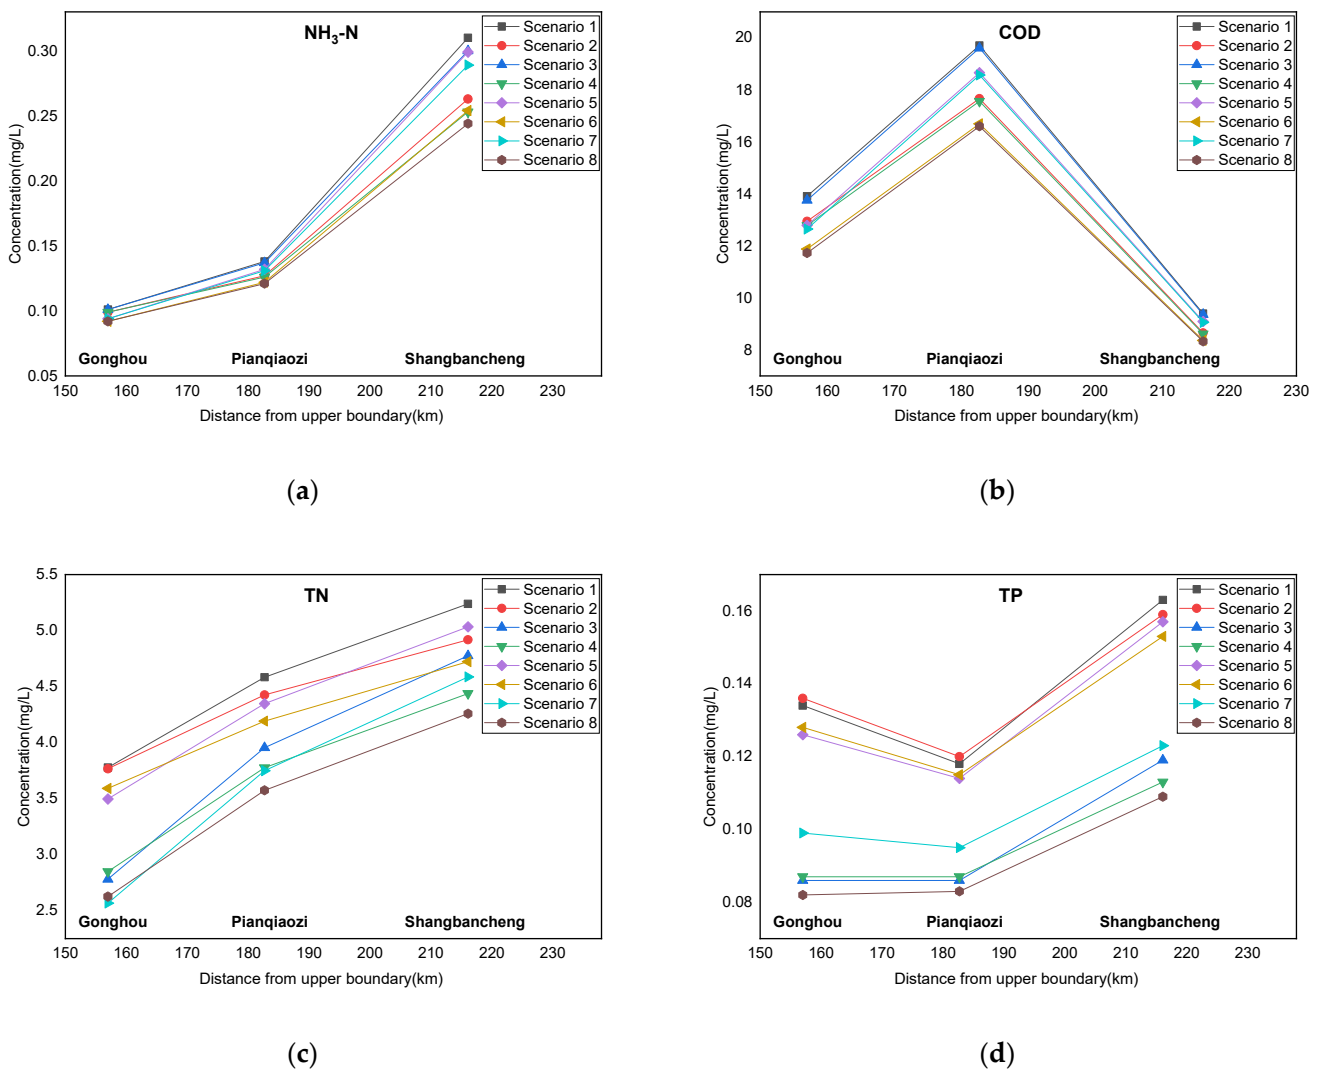 NH3-N
Scenario 1
Scenario 2
Scenario 3
Scenario 4
Scenario 5
Scenario 6
Scenario 7
Scenario 8
0.30
0.25
0.20
0.15
0.10
0.05
Concentration(mg/L)
Gonghou Pianqiaozi Shangbancheng
150 160 170 180 190 200 210 220 230
Distance from upper boundary(km)
(a)
COD
Scenario 1
Scenario 2
Scenario 3
Scenario 4
Scenario 5
Scenario 6
Scenario 7
Scenario 8
20
18
16
14
12
10
8
Concentration(mg/L)
Gonghou Pianqiaozi Shangbancheng
150 160 170 180 190 200 210 220 230
Distance from upper boundary(km)
(b)
TN
Scenario 1
Scenario 2
Scenario 3
Scenario 4
Scenario 5
Scenario 6
Scenario 7
Scenario 8
5.5
5.0
4.5
4.0
3.5
3.0
2.5
Concentration(mg/L)
Gonghou Pianqiaozi Shangbancheng
150 160 170 180 190 200 210 220 230
Distance from upper boundary(km)
(c)
TP
Scenario 1
Scenario 2
Scenario 3
Scenario 4
Scenario 5
Scenario 6
Scenario 7
Scenario 8
0.16
0.14
0.12
0.10
0.08
Concentration(mg/L)
Gonghou Pianqiaozi Shangbancheng
150 160 170 180 190 200 210 220 230
Distance from upper boundary(km)
(d)